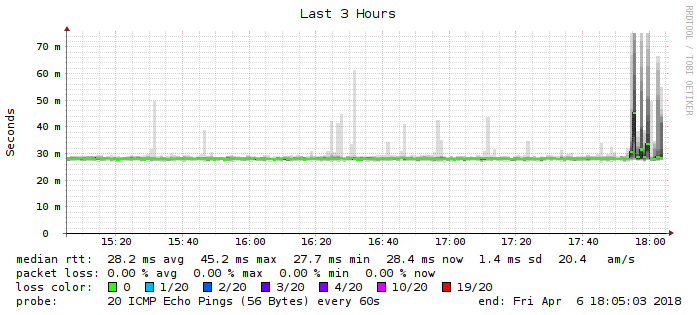 Last 3 Hours
RRDTOOL / TOBI OETIKER
Seconds
70 m
60 m
50 m
40 m
30 m
20 m
10 m
0
15:20 15:40 16:00 16:20 16:40 17:00 17:20 17:40 18:00
median rtt: 28.2 ms avg 45.2 ms max 27.7 ms min 28.4 ms now 1.4 ms sd 20.4 am/s
packet loss: 0.00 % avg 0.00 % max 0.00 % min 0.00 % now
loss color: 0 1/20 2/20 3/20 4/20 10/20 19/20
probe: 20 ICMP Echo Pings (56 Bytes) every 60s end: Fri Apr 6 18:05:03 2018